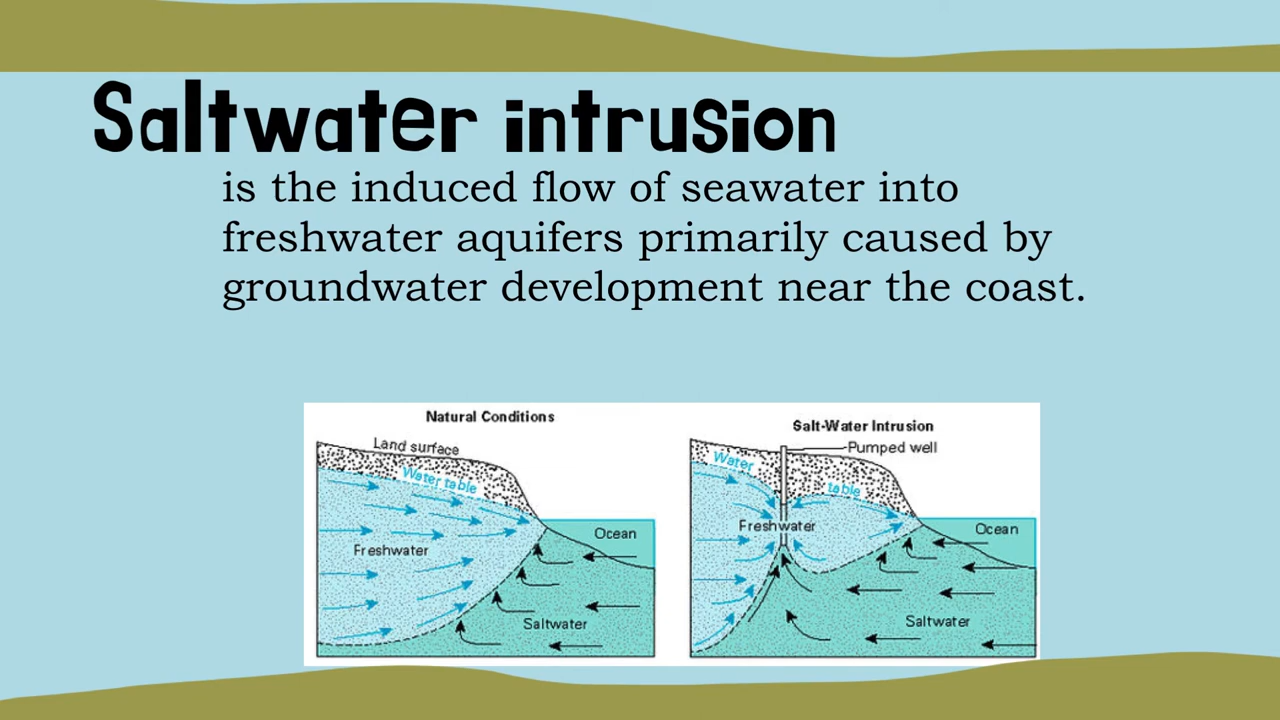 Saltwater intrusion
is the induced flow of seawater into
freshwater aquifers primarily caused by
groundwater development near the coast.
Natural Conditions
Land surface
Water table
Freshwater
Ocean
Saltwater
Salt-Water Intrusion
Pumped well
Water
table
Freshwater
Ocean
Saltwater